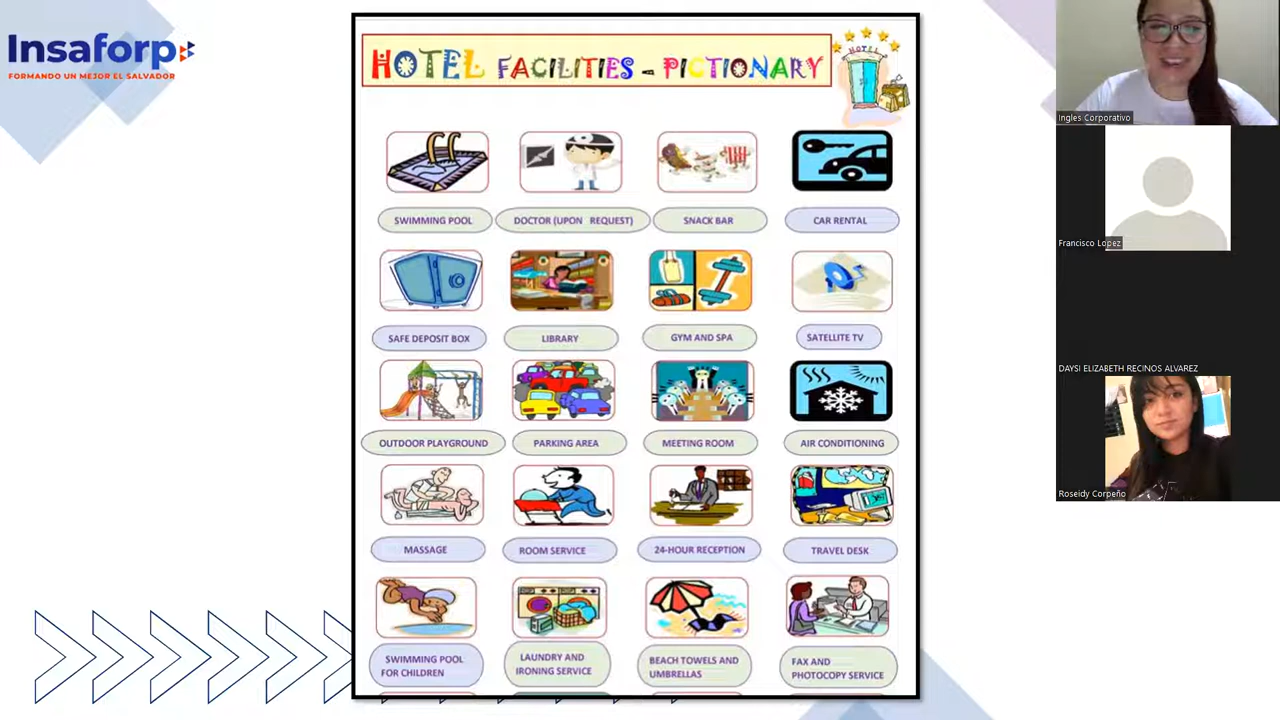 Insaforp
FORMANDO UN MEJOR EL SALVADOR
HOTEL FACILITIES - PICTIONARY
HOTEL
SWIMMING POOL
DOCTOR (UPON REQUEST)
SNACK BAR
CAR RENTAL
SAFE DEPOSIT BOX
LIBRARY
GYM AND SPA
SATELLITE TV
OUTDOOR PLAYGROUND
PARKING AREA
MEETING ROOM
AIR CONDITIONING
MASSAGE
ROOM SERVICE
24-HOUR RECEPTION
TRAVEL DESK
SWIMMING POOL
FOR CHILDREN
LAUNDRY AND
IRONING SERVICE
BEACH TOWELS AND
UMBRELLAS
FAX AND
PHOTOCOPY SERVICE
Ingles Corporativo
Francisco Lopez
DAYSI ELIZABETH RECINOS ALVAREZ
Roseidy Corpeño